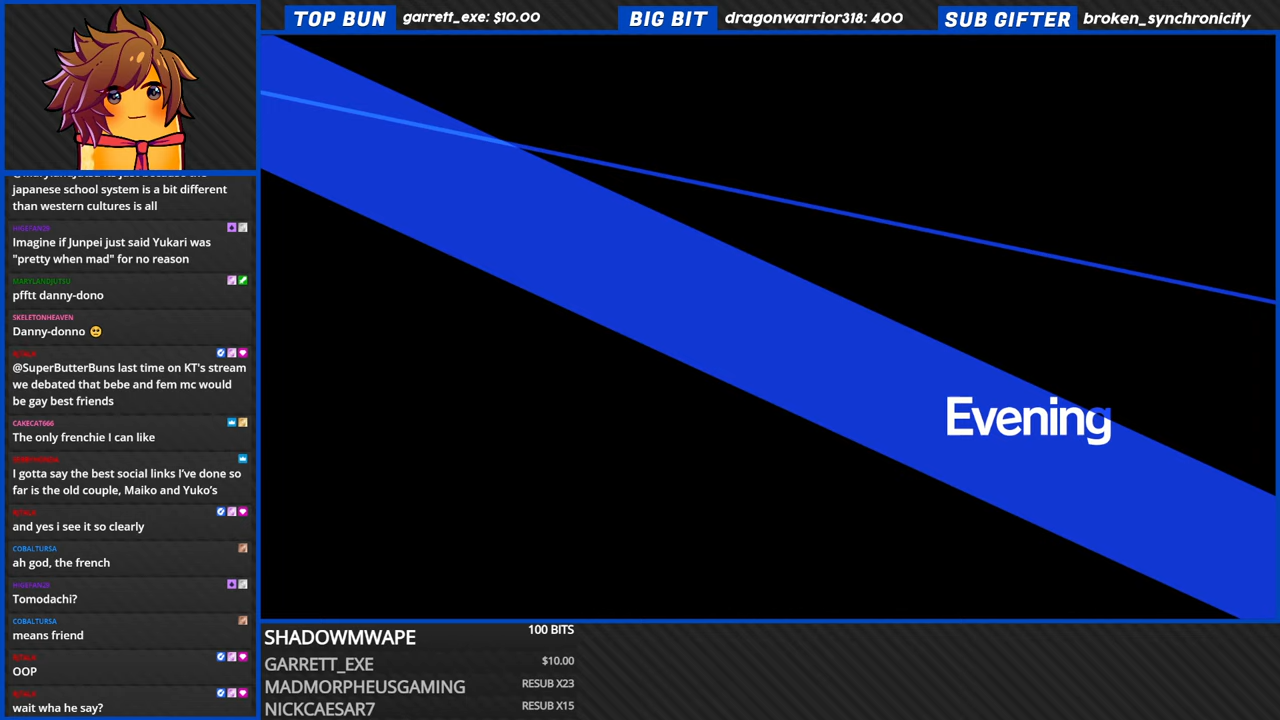 TOP BUN garrett_exe: $10.00 BIG BIT dragonwarrior318: 400 SUB GIFTER broken_synchronicity
japanese school system is a bit different
than western cultures is all
HIGEFAN20
Imagine if Junpei just said Yukari was
"pretty when mad" for no reason
MARYLANDJUTSU
pfftt danny-dono
SKELETONHEAVEN
Danny-donno 🥺
@SuperButterBuns last time on KT's stream
we debated that bebe and fem mc would
be gay best friends
CAKECAT666
The only frenchie I can like
I gotta say the best social links I've done so
far is the old couple, Maiko and Yuko's
and yes i see it so clearly
COBALTURSA
ah god, the french
HIGEFAN20
Tomodachi?
COBALTURSA
means friend
OOP
wait wha he say?
Evening
SHADOWMWAPE 100 BITS
GARRETT_EXE $10.00
MADMORPHEUSGAMING RESUB X23
NICKCAESAR7 RESUB X15